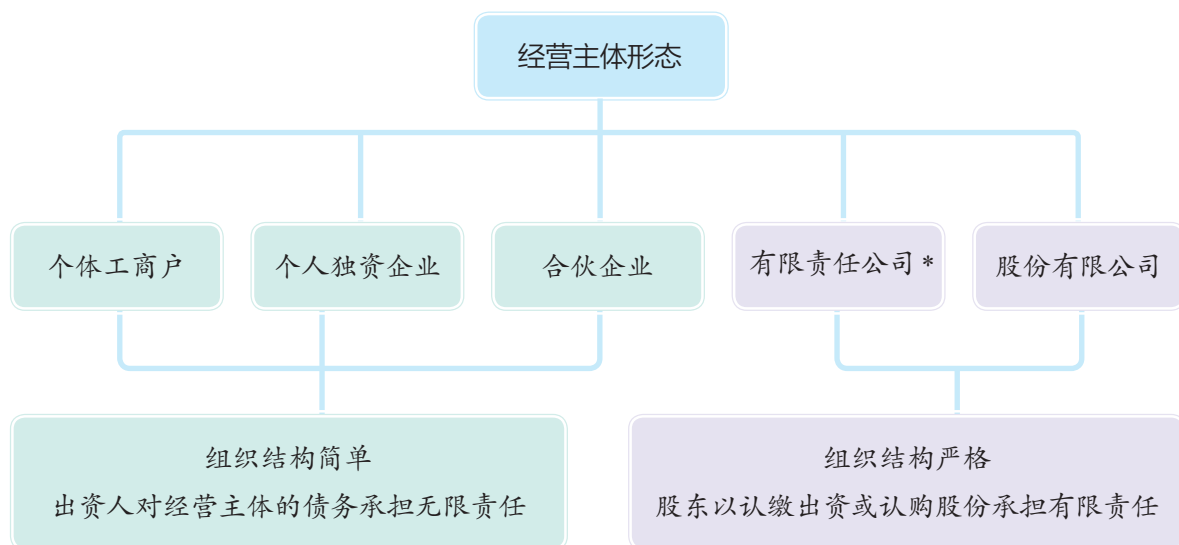 经营主体形态
个体工商户
个人独资企业
合伙企业
有限责任公司*
股份有限公司
组织结构简单
出资人对经营主体的债务承担无限责任
组织结构严格
股东以认缴出资或认购股份承担有限责任